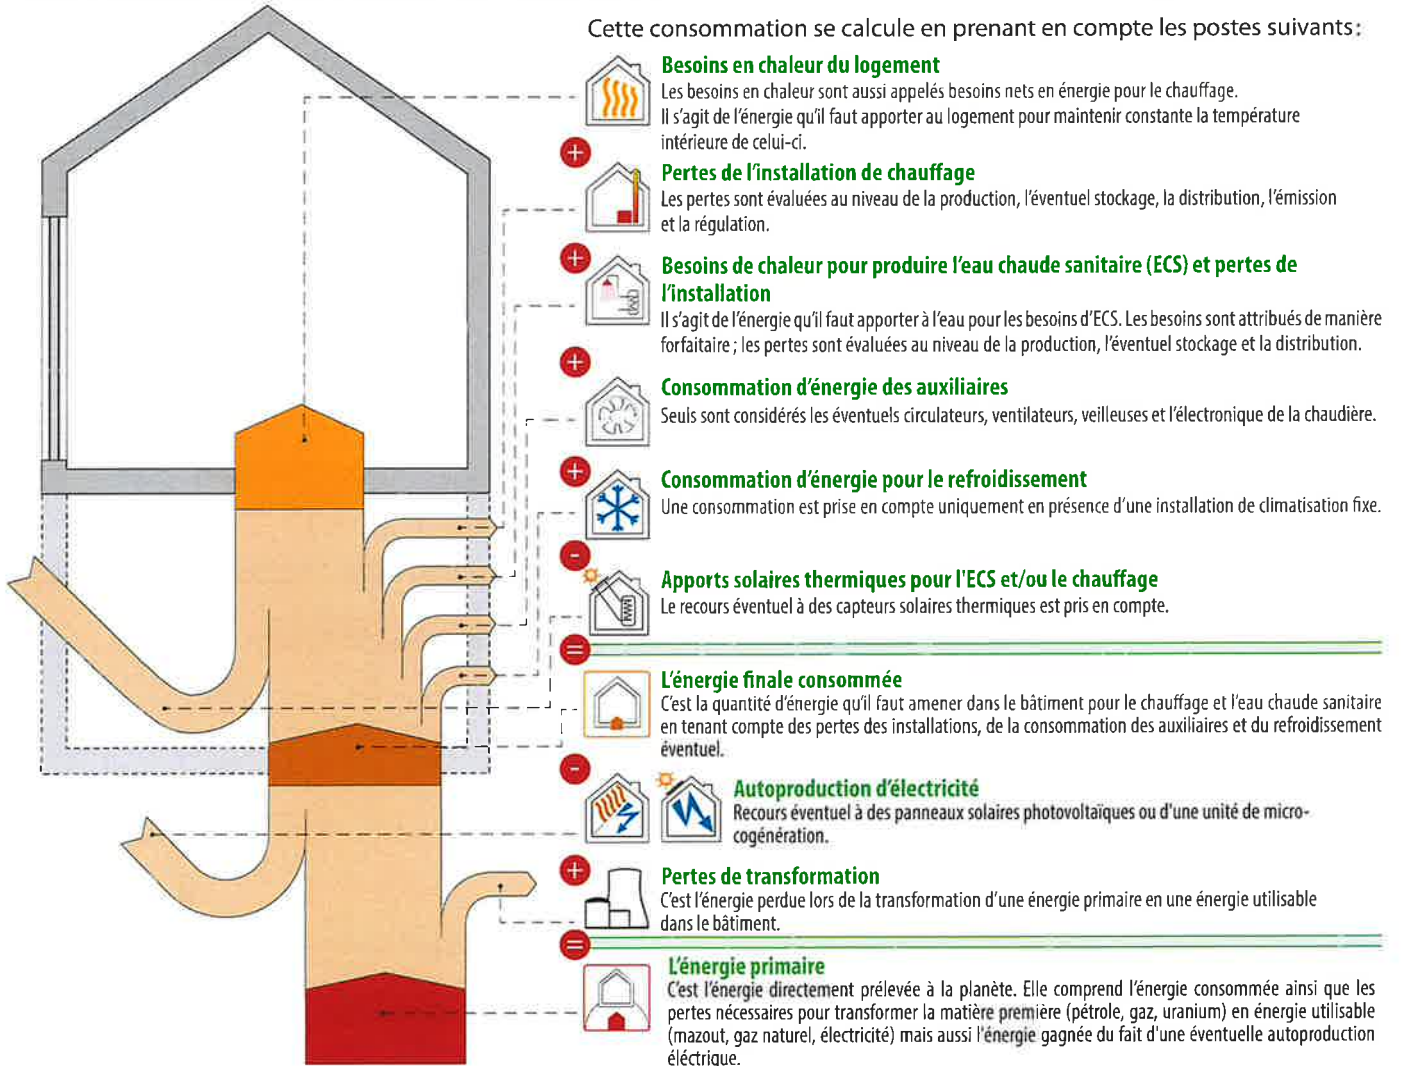 Cette consommation se calcule en prenant en compte les postes suivants:
Besoins en chaleur du logement
Les besoins en chaleur sont aussi appelés besoins nets en énergie pour le chauffage.
Il s'agit de l'énergie qu'il faut apporter au logement pour maintenir constante la température
intérieure de celui-ci.
+
Pertes de l'installation de chauffage
Les pertes sont évaluées au niveau de la production, l'éventuel stockage, la distribution, l'émission
et la régulation.
+
Besoins de chaleur pour produire l'eau chaude sanitaire (ECS) et pertes de
l'installation
Il s'agit de l'énergie qu'il faut apporter à l'eau pour les besoins d'ECS. Les besoins sont attribués de manière
forfaitaire ; les pertes sont évaluées au niveau de la production, l'éventuel stockage et la distribution.
+
Consommation d'énergie des auxiliaires
Seuls sont considérés les éventuels circulateurs, ventilateurs, veilleuses et l'électronique de la chaudière.
+
Consommation d'énergie pour le refroidissement
Une consommation est prise en compte uniquement en présence d'une installation de climatisation fixe.
-
Apports solaires thermiques pour l'ECS et/ou le chauffage
Le recours éventuel à des capteurs solaires thermiques est pris en compte.
=
L'énergie finale consommée
C'est la quantité d'énergie qu'il faut amener dans le bâtiment pour le chauffage et l'eau chaude sanitaire
en tenant compte des pertes des installations, de la consommation des auxiliaires et du refroidissement
éventuel.
-
Autoproduction d'électricité
Recours éventuel à des panneaux solaires photovoltaïques ou d'une unité de micro-
cogénération.
+
Pertes de transformation
C'est l'énergie perdue lors de la transformation d'une énergie primaire en une énergie utilisable
dans le bâtiment.
=
L'énergie primaire
C'est l'énergie directement prélevée à la planète. Elle comprend l'énergie consommée ainsi que les
pertes nécessaires pour transformer la matière première (pétrole, gaz, uranium) en énergie utilisable
(mazout, gaz naturel, électricité) mais aussi l'énergie gagnée du fait d'une éventuelle autoproduction
éléctrique.